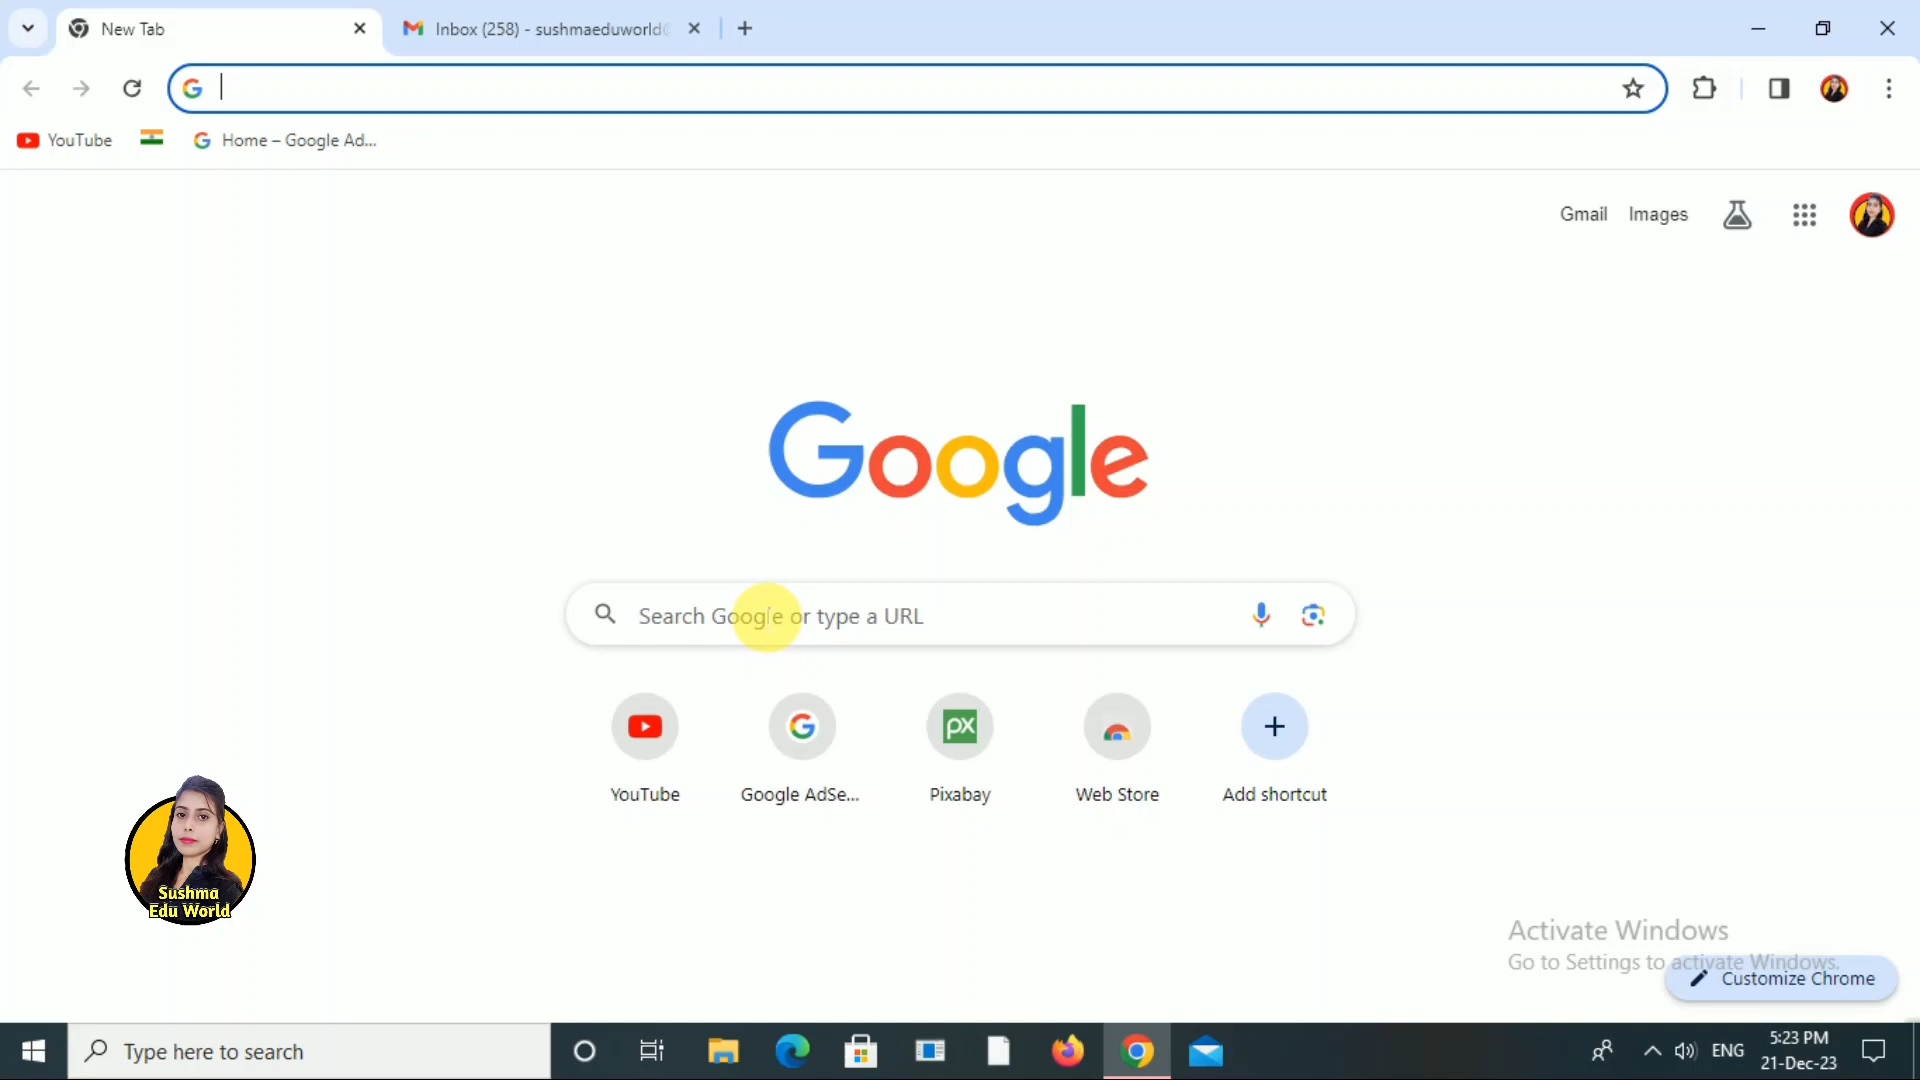 New Tab
Inbox (258) - sushmaeduworld@
YouTube
Home – Google Ad...
Gmail
Images
Google
Search Google or type a URL
YouTube
Google AdSe...
px
Pixabay
Web Store
Add shortcut
Sushma
Edu World
Activate Windows
Go to Settings to activate Windows.
Customize Chrome
Type here to search
ENG
5:23 PM
21-Dec-23